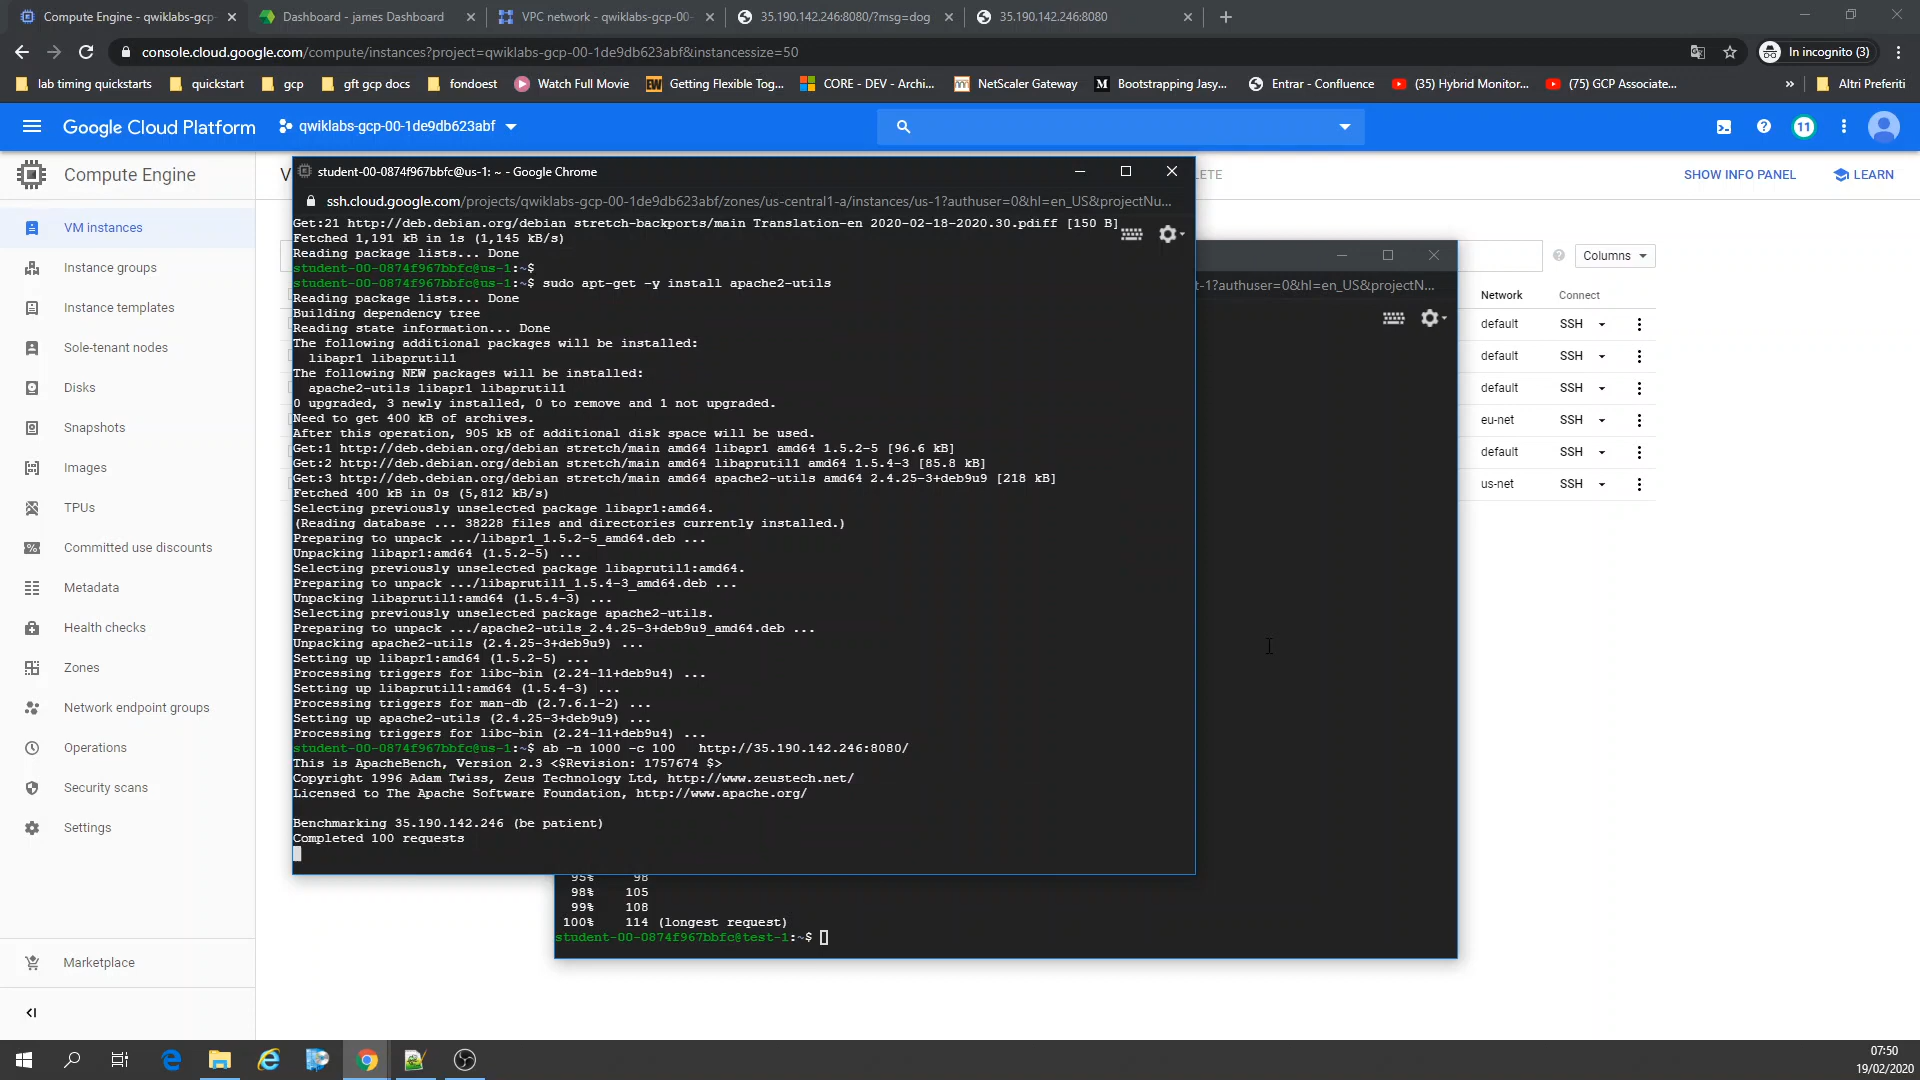 Compute Engine - qwiklabs-gcp-
Dashboard - james Dashboard
VPC network - qwiklabs-gcp-00-
35.190.142.246:8080/?msg=dog
35.190.142.246:8080
console.cloud.google.com/compute/instances?project=qwiklabs-gcp-00-1de9db623abf&instancessize=50
In incognito (3)
lab timing quickstarts
quickstart
gcp
gft gcp docs
fondoest
Watch Full Movie
Getting Flexible Tog...
CORE - DEV - Archi...
NetScaler Gateway
Bootstrapping Jasy...
Entrar - Confluence
(35) Hybrid Monitor...
(75) GCP Associate...
»
Altri Preferiti
Google Cloud Platform
qwiklabs-gcp-00-1de9db623abf
11
Compute Engine
V
LETE
SHOW INFO PANEL
LEARN
VM instances
Instance groups
Instance templates
Sole-tenant nodes
Disks
Snapshots
Images
TPUs
Committed use discounts
Metadata
Health checks
Zones
Network endpoint groups
Operations
Security scans
Settings
Marketplace
student-00-0874f967bbfc@us-1: ~ - Google Chrome
ssh.cloud.google.com/projects/qwiklabs-gcp-00-1de9db623abf/zones/us-central1-a/instances/us-1?authuser=0&hl=en_US&projectNu...
Get:21 http://deb.debian.org/debian stretch-backports/main Translation-en 2020-02-18-2020.30.pdiff [150 B]
Fetched 1,191 kB in 1s (1,145 kB/s)
Reading package lists... Done
student-00-0874f967bbfc@us-1:~$
student-00-0874f967bbfc@us-1:~$ sudo apt-get -y install apache2-utils
Reading package lists... Done
Building dependency tree
Reading state information... Done
The following additional packages will be installed:
libapr1 libaprutil1
The following NEW packages will be installed:
apache2-utils libapr1 libaprutil1
0 upgraded, 3 newly installed, 0 to remove and 1 not upgraded.
Need to get 400 kB of archives.
After this operation, 905 kB of additional disk space will be used.
Get:1 http://deb.debian.org/debian stretch/main amd64 libapr1 amd64 1.5.2-5 [96.6 kB]
Get:2 http://deb.debian.org/debian stretch/main amd64 libaprutil1 amd64 1.5.4-3 [85.8 kB]
Get:3 http://deb.debian.org/debian stretch/main amd64 apache2-utils amd64 2.4.25-3+deb9u9 [218 kB]
Fetched 400 kB in 0s (5,812 kB/s)
Selecting previously unselected package libapr1:amd64.
(Reading database ... 38228 files and directories currently installed.)
Preparing to unpack .../libapr1_1.5.2-5_amd64.deb ...
Unpacking libapr1:amd64 (1.5.2-5) ...
Selecting previously unselected package libaprutil1:amd64.
Preparing to unpack .../libaprutil1_1.5.4-3_amd64.deb ...
Unpacking libaprutil1:amd64 (1.5.4-3) ...
Selecting previously unselected package apache2-utils.
Preparing to unpack .../apache2-utils_2.4.25-3+deb9u9_amd64.deb ...
Unpacking apache2-utils (2.4.25-3+deb9u9) ...
Setting up libapr1:amd64 (1.5.2-5) ...
Processing triggers for libc-bin (2.24-11+deb9u4) ...
Setting up libaprutil1:amd64 (1.5.4-3) ...
Processing triggers for man-db (2.7.6.1-2) ...
Setting up apache2-utils (2.4.25-3+deb9u9) ...
Processing triggers for libc-bin (2.24-11+deb9u4) ...
student-00-0874f967bbfc@us-1:~$ ab -n 1000 -c 100 http://35.190.142.246:8080/
This is ApacheBench, Version 2.3 <$Revision: 1757674 $>
Copyright 1996 Adam Twiss, Zeus Technology Ltd, http://www.zeustech.net/
Licensed to The Apache Software Foundation, http://www.apache.org/
Benchmarking 35.190.142.246 (be patient)
Completed 100 requests
t-1?authuser=0&hl=en_US&projectN...
95% 98
98% 105
99% 108
100% 114 (longest request)
student-00-0874f967bbfc@test-1:~$
Columns
Network Connect
default SSH
default SSH
default SSH
eu-net SSH
default SSH
us-net SSH
07:50
19/02/2020